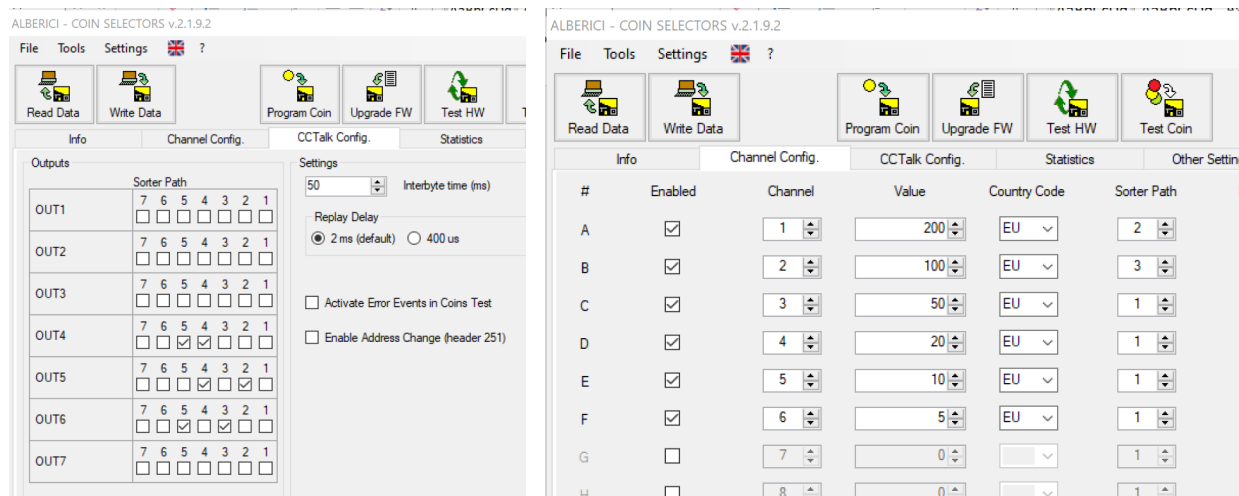 ALBERICI - COIN SELECTORS v.2.1.9.2
File Tools Settings ?
Read Data Write Data Program Coin Upgrade FW Test HW
Info Channel Config. CCTalk Config. Statistics
Outputs
Sorter Path
OUT1 7 6 5 4 3 2 1
OUT2 7 6 5 4 3 2 1
OUT3 7 6 5 4 3 2 1
OUT4 7 6 5 4 3 2 1
OUT5 7 6 5 4 3 2 1
OUT6 7 6 5 4 3 2 1
OUT7 7 6 5 4 3 2 1
Settings
50 Interbyte time (ms)
Replay Delay
2 ms (default) 400 us
Activate Error Events in Coins Test
Enable Address Change (header 251)
ALBERICI - COIN SELECTORS v.2.1.9.2
File Tools Settings ?
Read Data Write Data Program Coin Upgrade FW Test HW Test Coin
Info Channel Config. CCTalk Config. Statistics Other Settin
# Enabled Channel Value Country Code Sorter Path
A 1 200 EU 2
B 2 100 EU 3
C 3 50 EU 1
D 4 20 EU 1
E 5 10 EU 1
F 6 5 EU 1
G 7 0 1
H 8 0 1